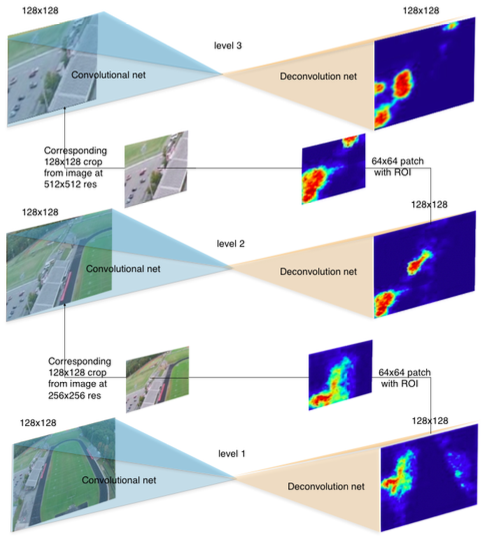 128x128
128x128
level 3
Convolutional net
Deconvolution net
Corresponding
128x128 crop
from image at
512x512 res
64x64 patch
with ROI
128x128
128x128
level 2
Convolutional net
Deconvolution net
Corresponding
128x128 crop
from image at
256x256 res
64x64 patch
with ROI
128x128
128x128
level 1
Convolutional net
Deconvolution net